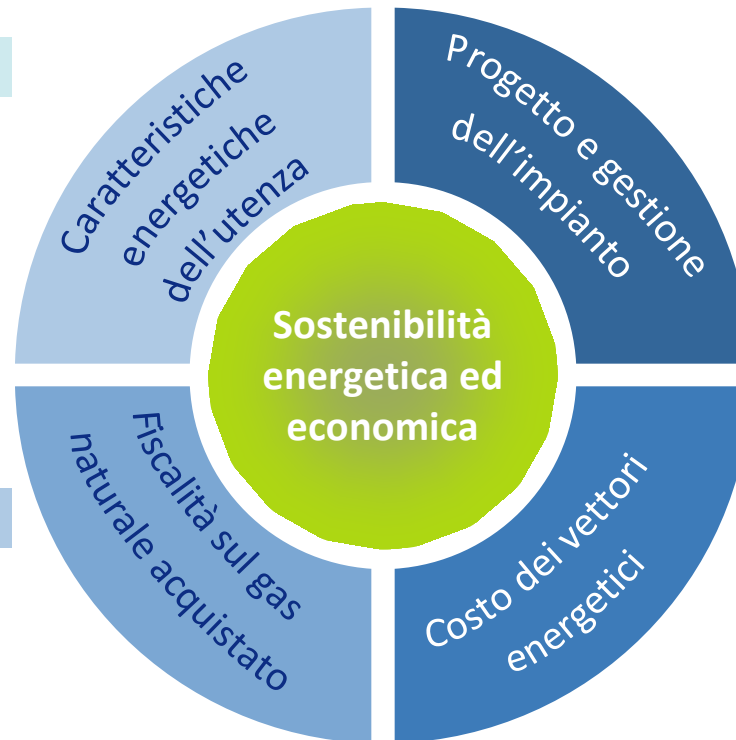 Caratteristiche
energetiche
dell'utenza
Progetto e gestione
dell'impianto
Sostenibilità
energetica ed
economica
Fiscalità sul gas
naturale acquistato
Costo dei vettori
energetici